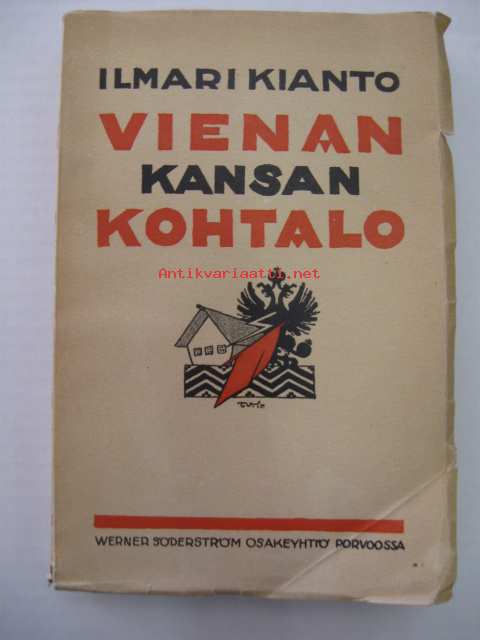 ILMARI KIANTO
VIENAN
KANSAN
KOHTALO
Antikvariaatti.net
WERNER SÖDERSTRÖM OSAKEYHTIÖ PORVOOSSA